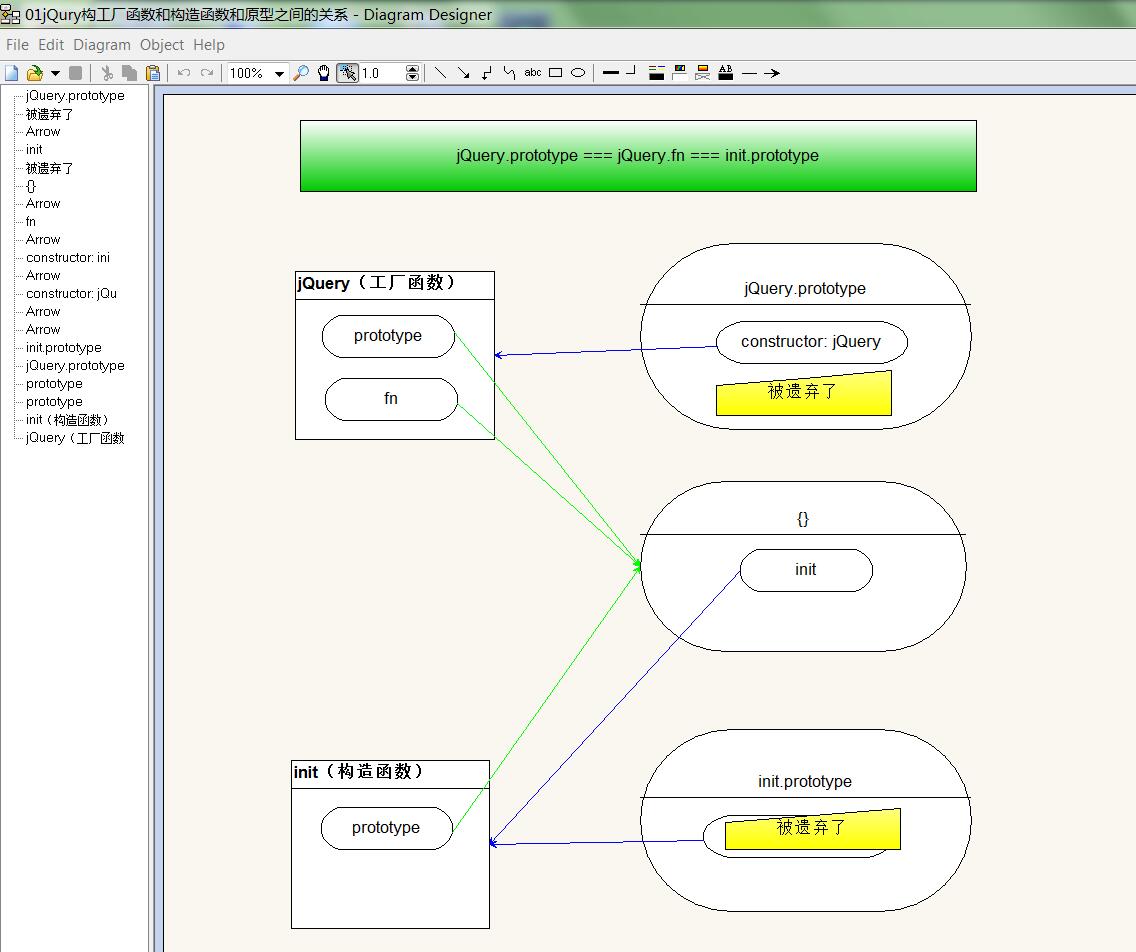 01jQury构工厂函数和构造函数和原型之间的关系 - Diagram Designer
File Edit Diagram Object Help
100% 1.0 abc AB
jQuery.prototype
被遗弃了
Arrow
init
被遗弃了
{}
Arrow
fn
Arrow
constructor: ini
Arrow
constructor: jQu
Arrow
Arrow
init.prototype
jQuery.prototype
prototype
prototype
init（构造函数）
jQuery（工厂函数
jQuery.prototype === jQuery.fn === init.prototype
jQuery（工厂函数）
prototype
fn
jQuery.prototype
constructor: jQuery
被遗弃了
{}
init
init（构造函数）
prototype
init.prototype
被遗弃了